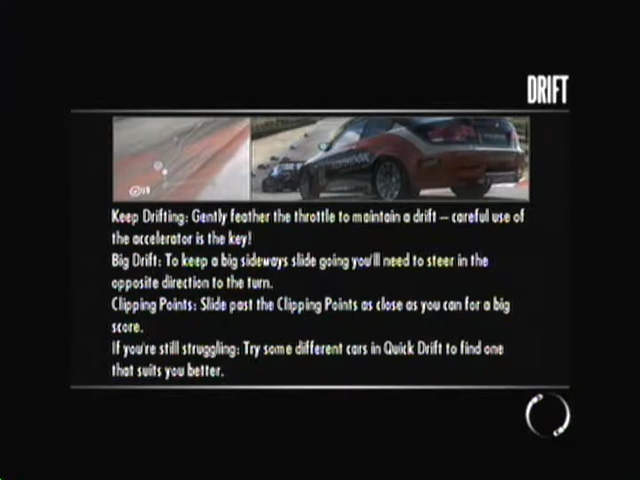 DRIFT
Keep Drifting: Gently feather the throttle to maintain a drift – careful use of
the accelerator is the key!
Big Drift: To keep a big sideways slide going you'll need to steer in the
opposite direction to the turn.
Clipping Points: Slide past the Clipping Points as close as you can for a big
score.
If you're still struggling: Try some different cars in Quick Drift to find one
that suits you better.